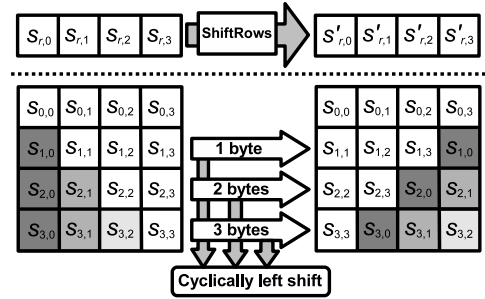 S r,0 S r,1 S r,2 S r,3 ShiftRows S' r,0 S' r,1 S' r,2 S' r,3
S 0,0 S 0,1 S 0,2 S 0,3 S 0,0 S 0,1 S 0,2 S 0,3
S 1,0 S 1,1 S 1,2 S 1,3 1 byte S 1,1 S 1,2 S 1,3 S 1,0
S 2,0 S 2,1 S 2,2 S 2,3 2 bytes S 2,2 S 2,3 S 2,0 S 2,1
S 3,0 S 3,1 S 3,2 S 3,3 3 bytes S 3,3 S 3,0 S 3,1 S 3,2
Cyclically left shift